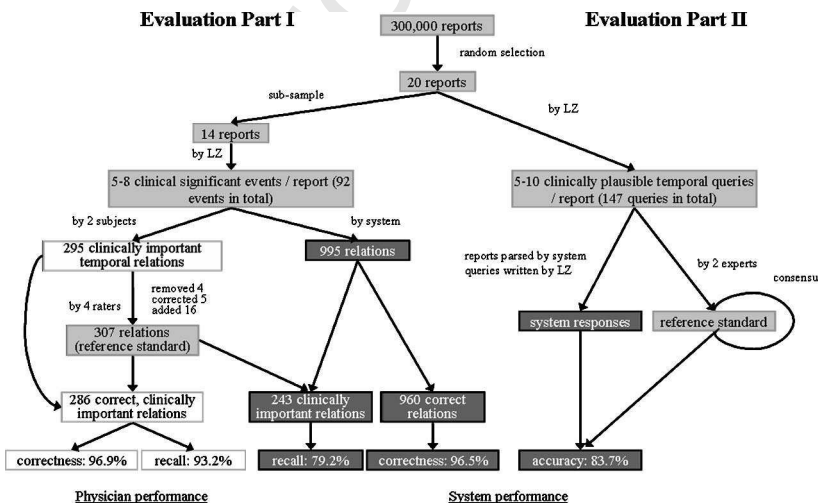 Evaluation Part I
Evaluation Part II
300,000 reports
random selection
20 reports
sub-sample
by LZ
14 reports
by LZ
5-8 clinical significant events / report (92
events in total)
5-10 clinically plausible temporal queries
/ report (147 queries in total)
by 2 subjects
by system
295 clinically important
temporal relations
995 relations
reports parsed by system
queries written by LZ
by 2 experts
consensu
by 4 raters
removed 4
corrected 5
added 16
307 relations
(reference standard)
system responses
reference standard
286 correct, clinically
important relations
243 clinically
important relations
960 correct
relations
correctness: 96.9%
recall: 93.2%
recall: 79.2%
correctness: 96.5%
accuracy: 83.7%
Physician performance
System performance